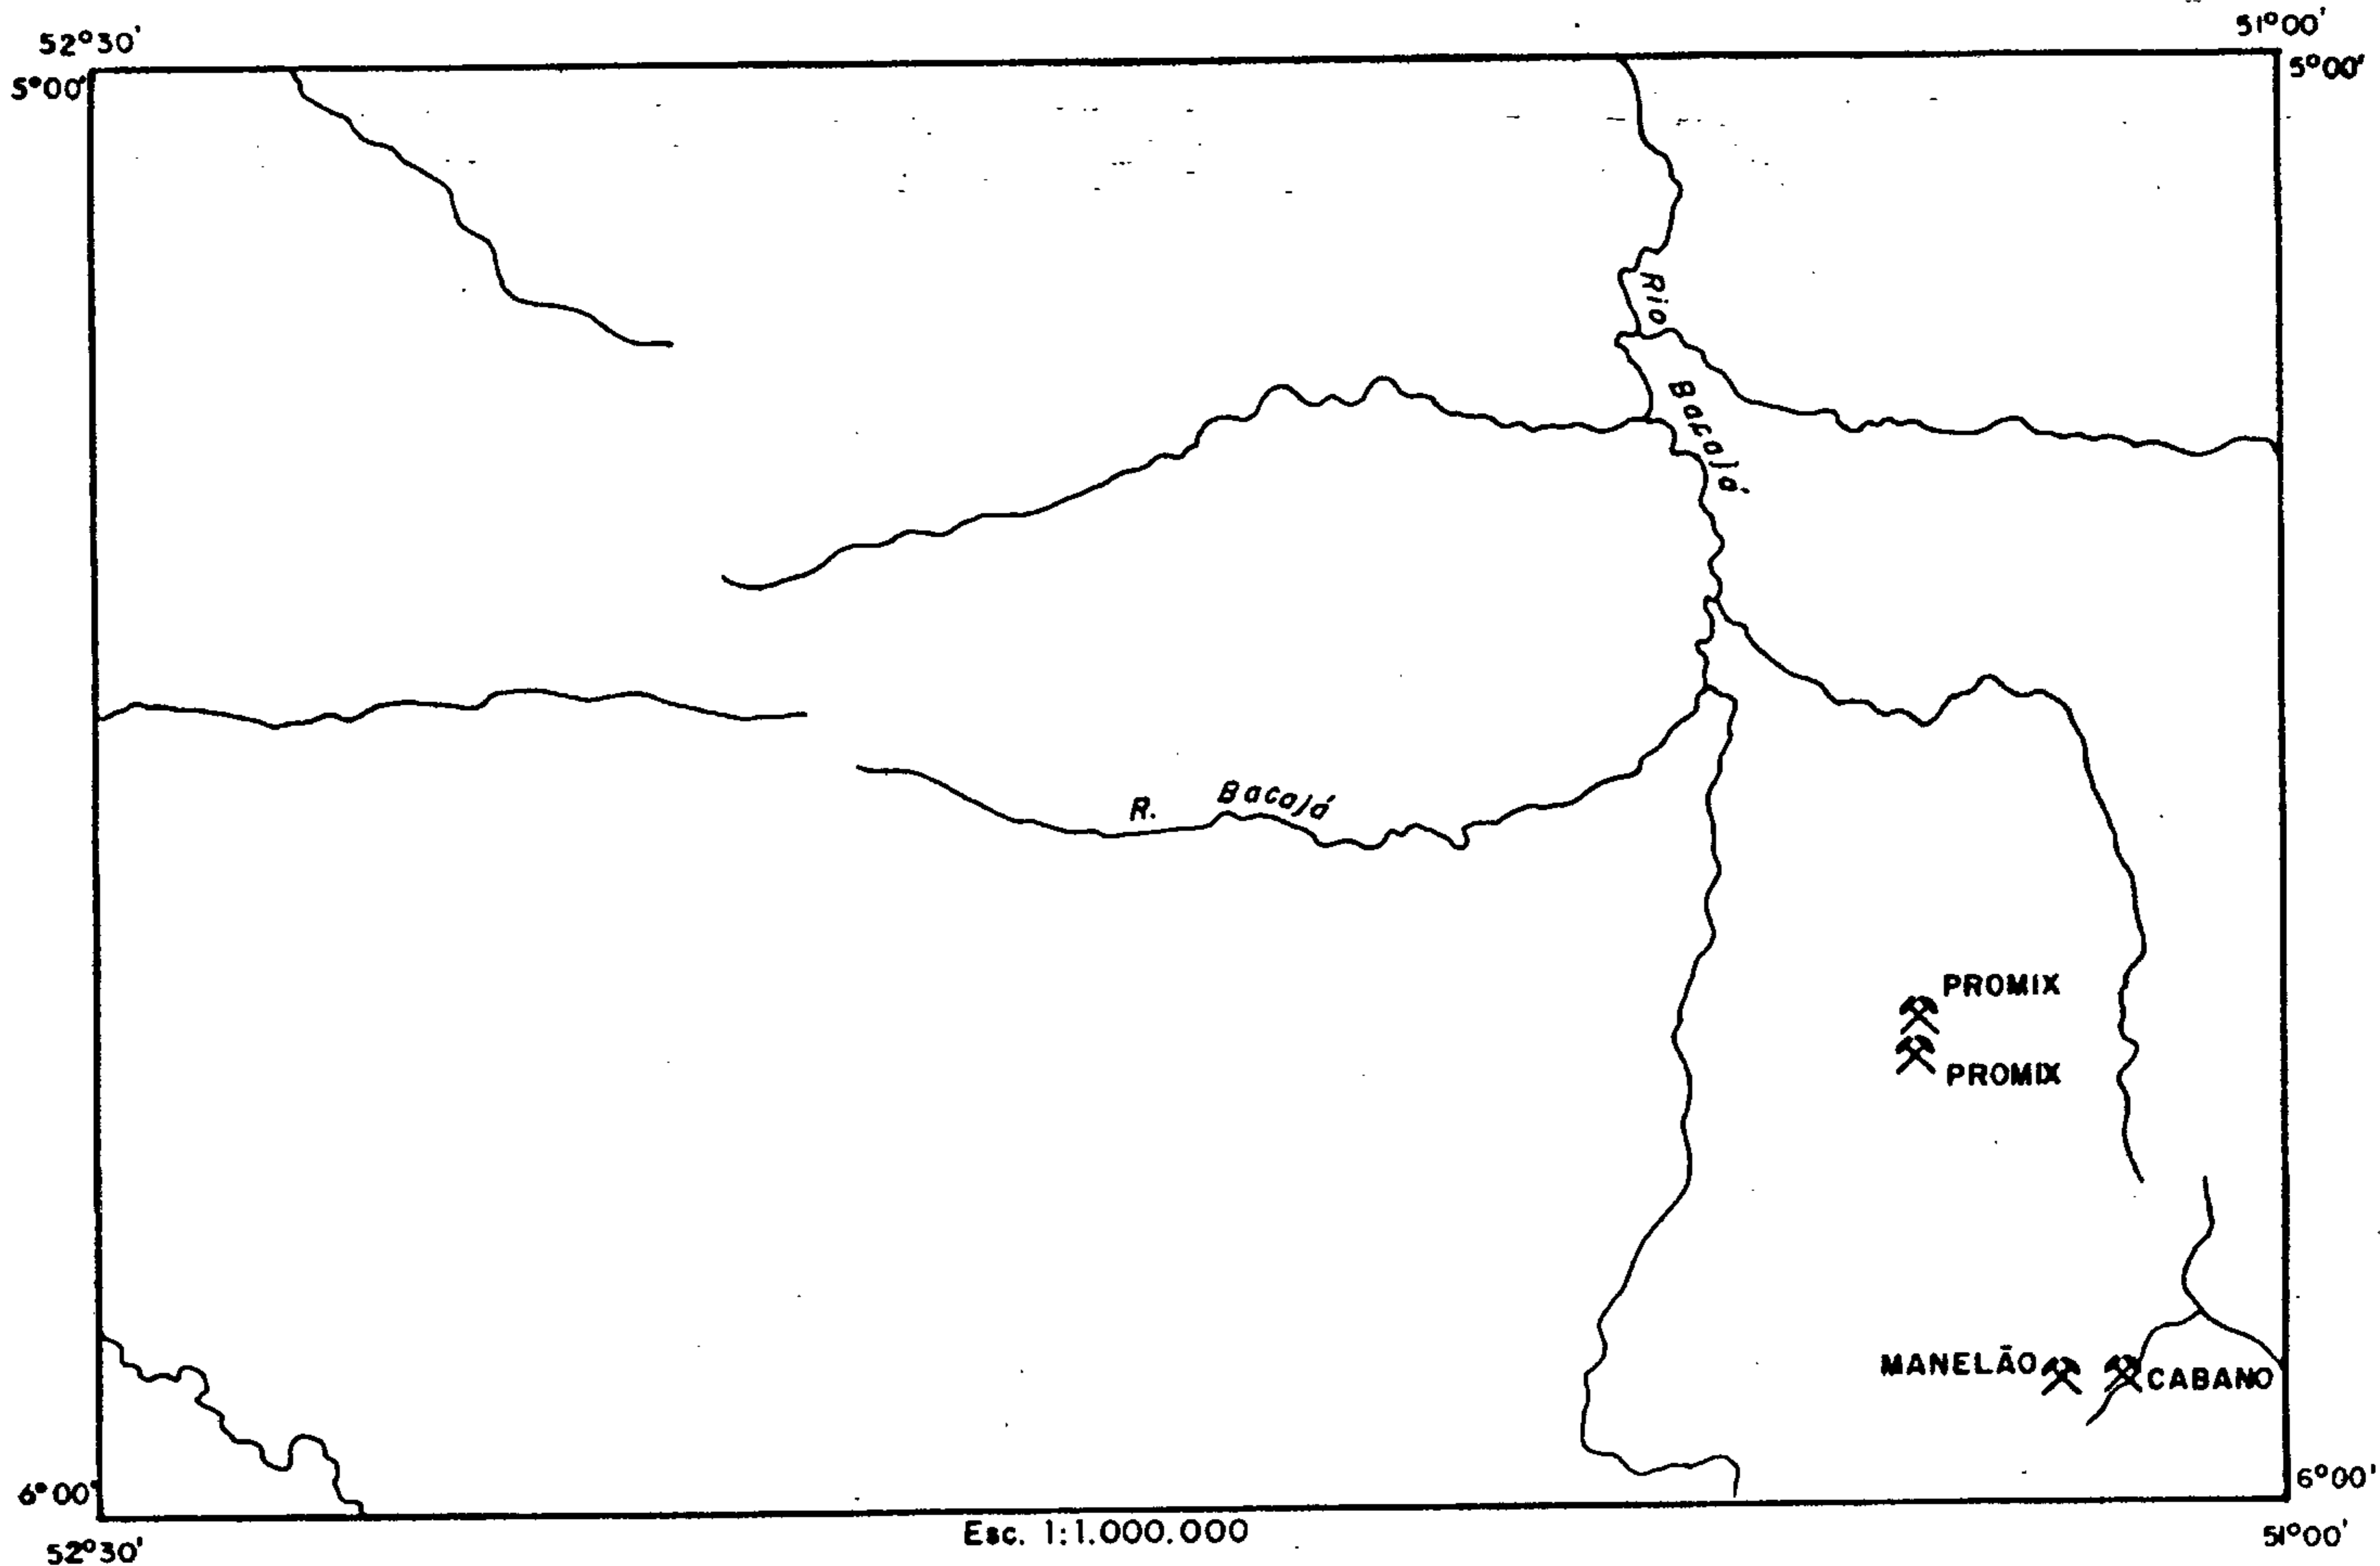 52°30'
51°00'
5°00'
5°00'
Rio
Bacajá
R. Bacajá
PROMIX
PROMIX
MANELÃO
CABANO
6°00'
6°00'
Esc. 1:1.000.000
52°30'
51°00'